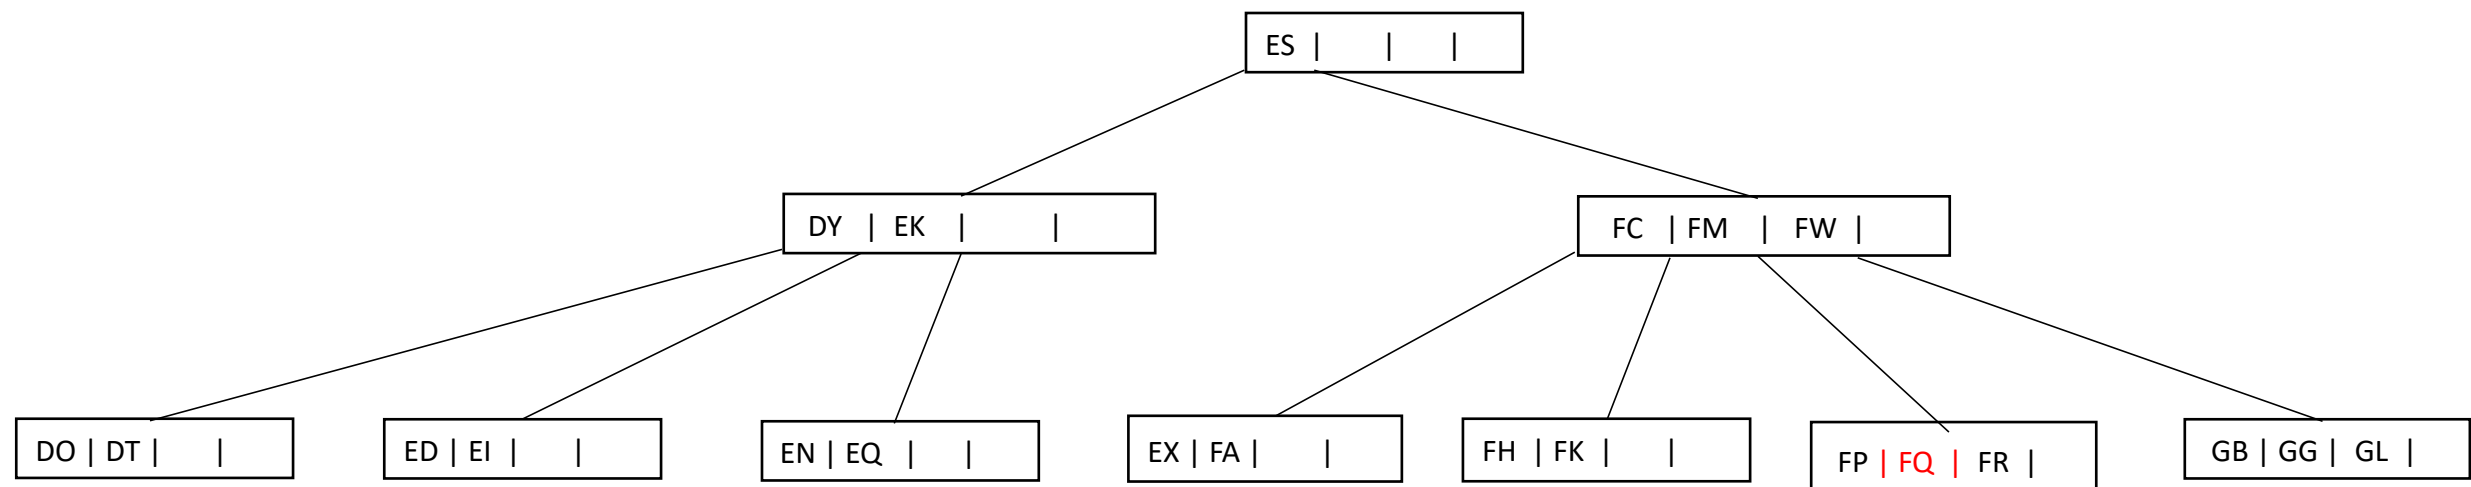 ES | | |
DY | EK | |
FC | FM | FW |
DO | DT | |
ED | EI | |
EN | EQ | |
EX | FA | |
FH | FK | |
FP | FQ | FR |
GB | GG | GL |